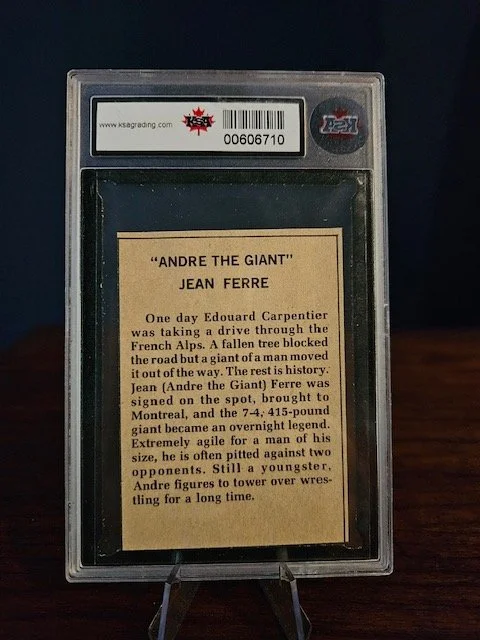 www.ksagrading.com
KSA
00606710
KSA
"ANDRE THE GIANT"
JEAN FERRE
One day Edouard Carpentier
was taking a drive through the
French Alps. A fallen tree blocked
the road but a giant of a man moved
it out of the way. The rest is history.
Jean (Andre the Giant) Ferre was
signed on the spot, brought to
Montreal, and the 7-4, 415-pound
giant became an overnight legend.
Extremely agile for a man of his
size, he is often pitted against two
opponents. Still a youngster,
Andre figures to tower over wres-
tling for a long time.